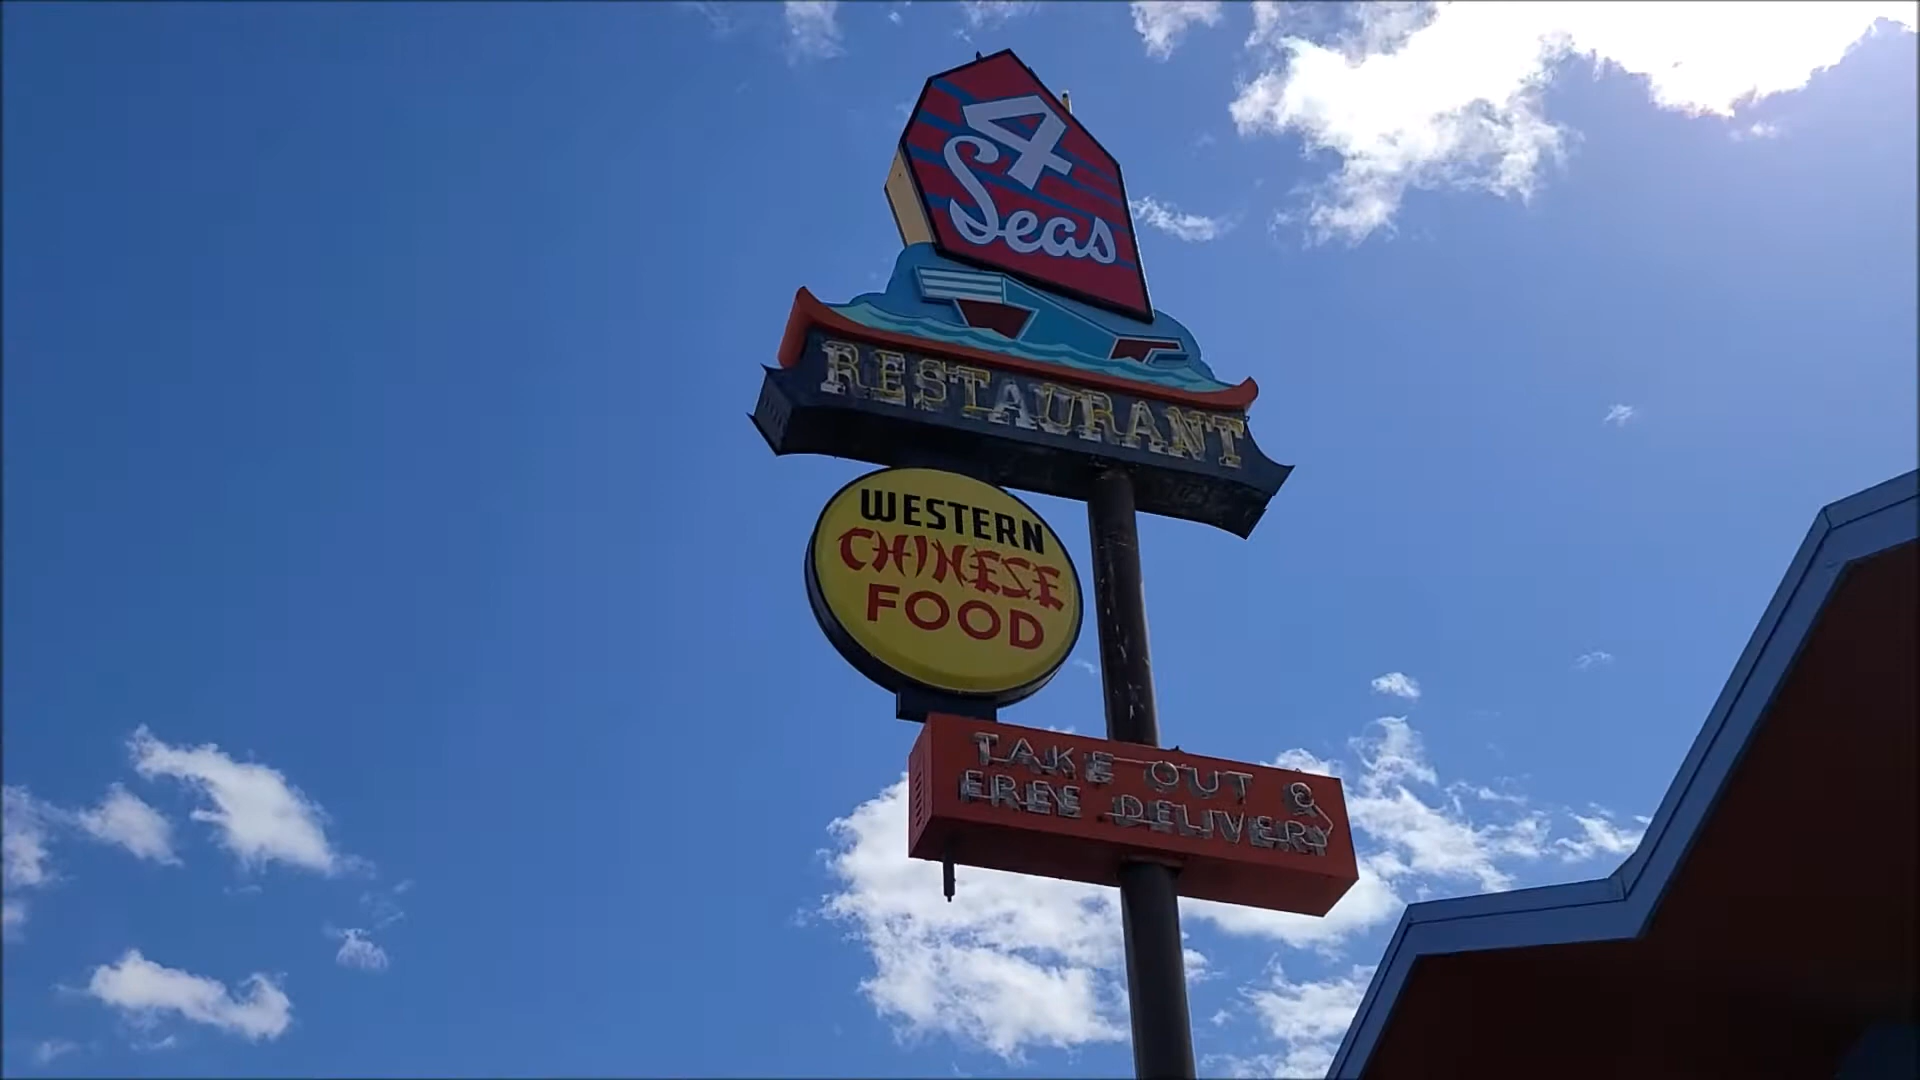 4
Seas
RESTAURANT
WESTERN
CHINESE
FOOD
TAKE OUT &
FREE DELIVERY